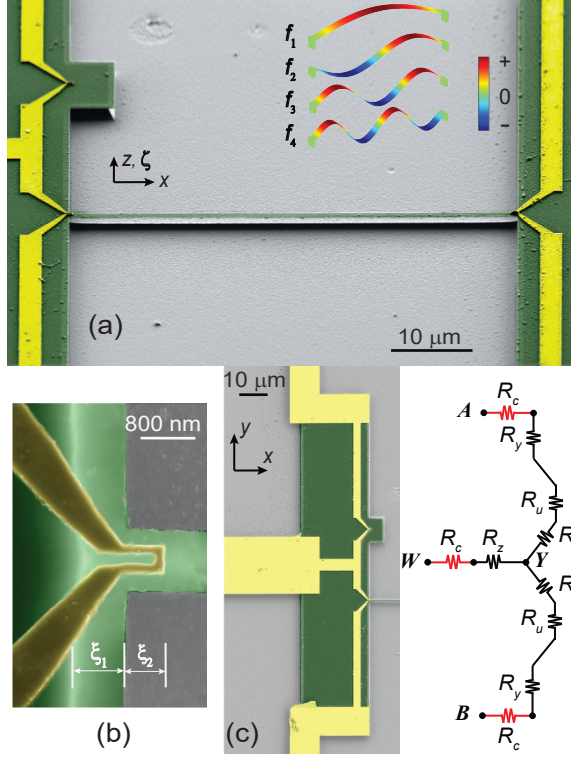 f1
f2
f3
f4
+
0
-
z, ζ
x
(a)
10 μm
800 nm
ξ1
ξ2
(b)
10 μm
y
x
(c)
A
Rc
Ry
Ru
R
W
Rc
Rz
Y
R
Ru
Ry
B
Rc